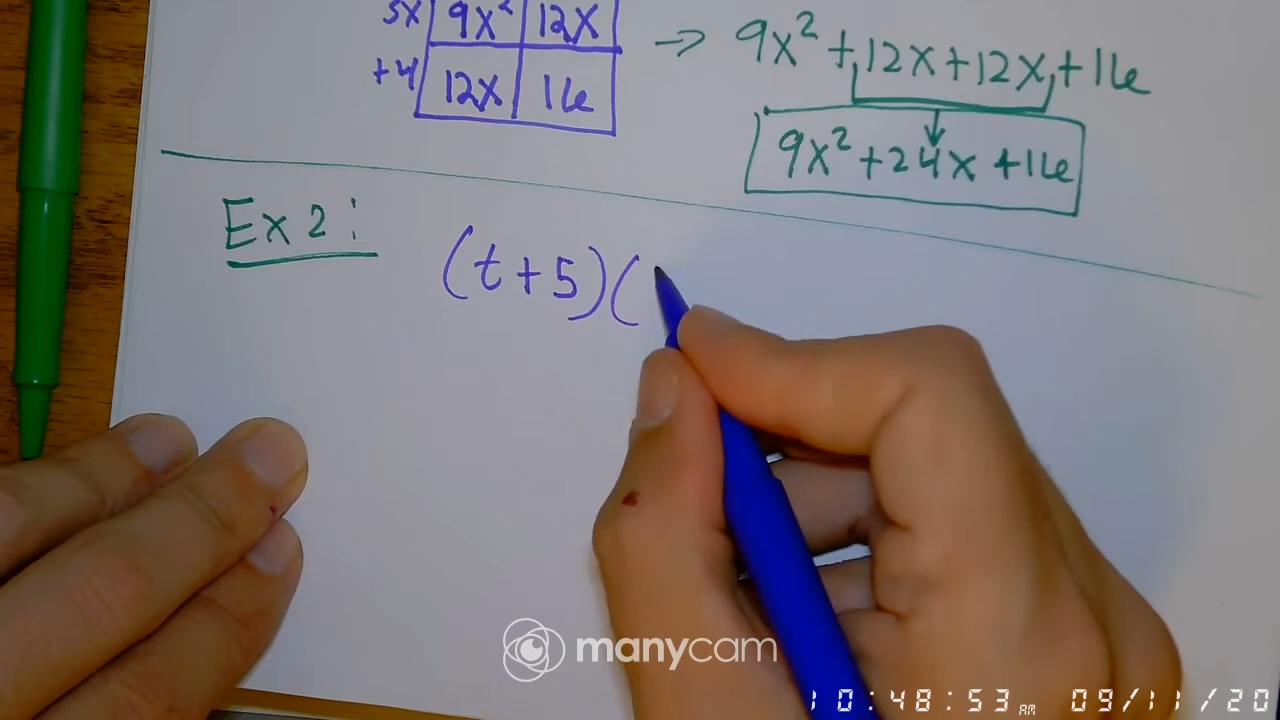 3x 9x² 12x
+4 12x 16
→ 9x² + 12x + 12x + 16
9x² + 24x + 16
Ex 2:
(t + 5)(
manycam
10:48:53 AM 09/11/20